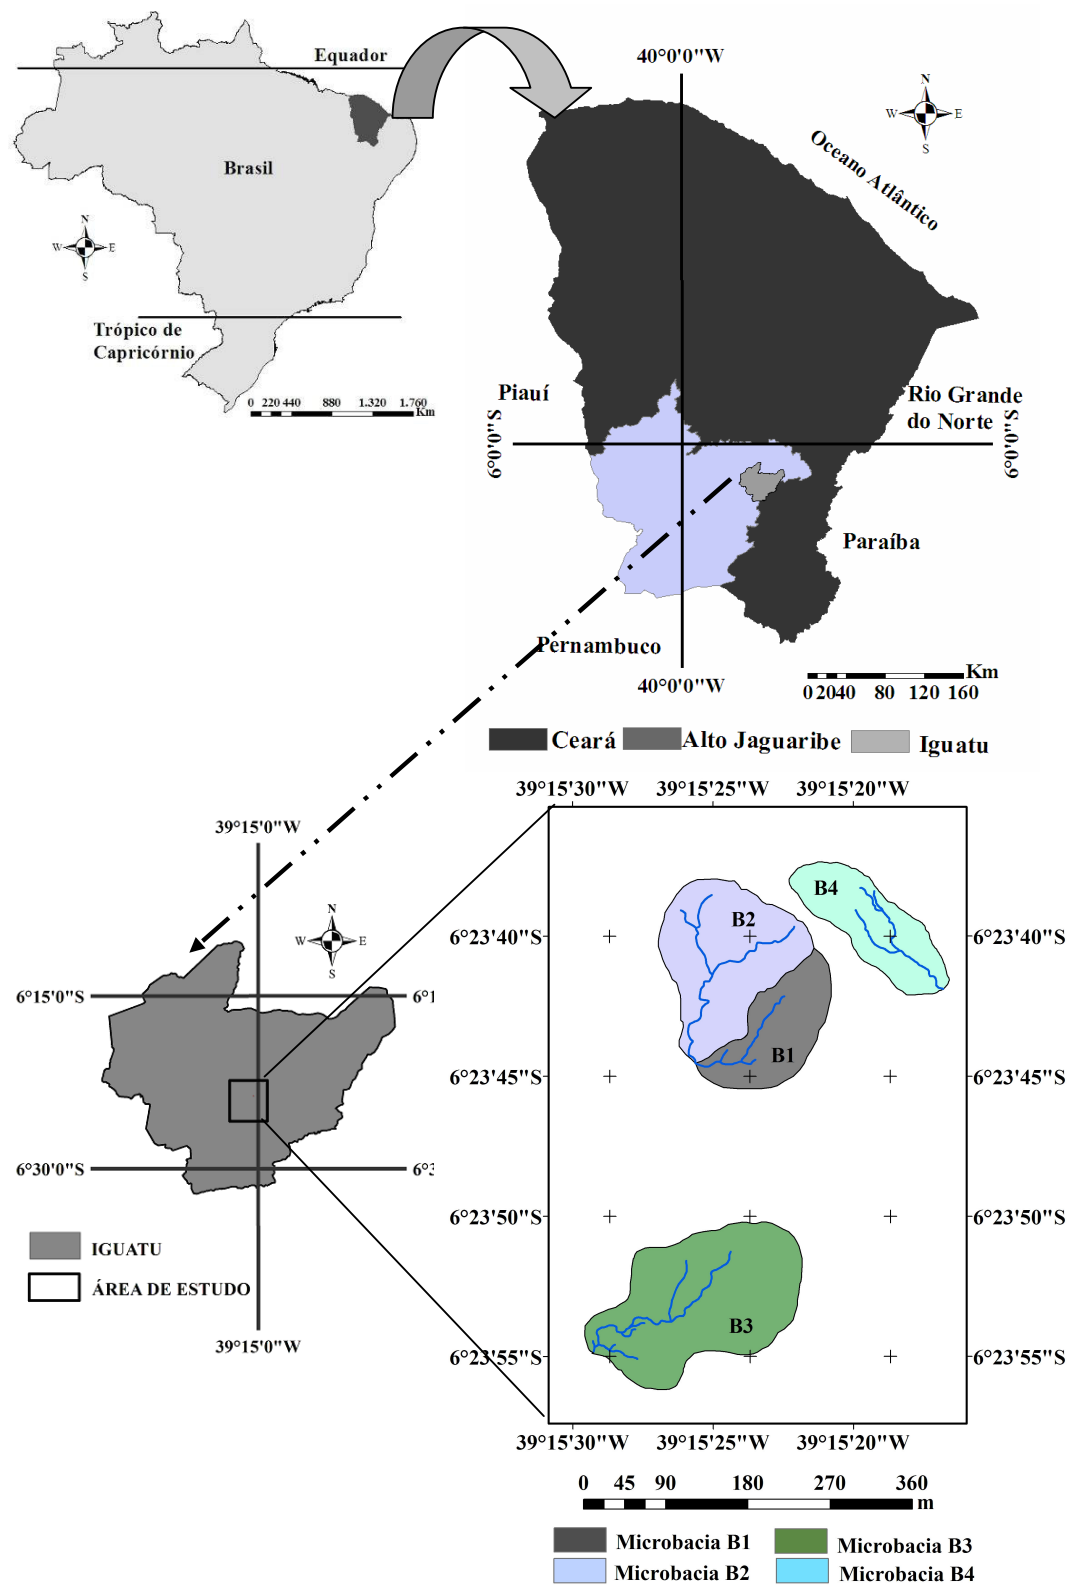 Equador
Brasil
N
W E
S
Trópico de
Capricórnio
0 220 440 880 1.320 1.760
Km
40°0'0"W
N
W E
S
Oceano Atlântico
Piauí
Rio Grande
do Norte
6°0'0"S
6°0'0"S
Paraíba
Pernambuco
40°0'0"W
Km
0 20 40 80 120 160
Ceará Alto Jaguaribe Iguatu
39°15'0"W
N
W E
S
6°15'0"S 6°1
6°30'0"S
IGUATU
ÁREA DE ESTUDO
39°15'0"W
39°15'30"W 39°15'25"W 39°15'20"W
B4
B2
6°23'40"S 6°23'40"S
B1
6°23'45"S 6°23'45"S
6°23'50"S 6°23'50"S
B3
6°23'55"S 6°23'55"S
39°15'30"W 39°15'25"W 39°15'20"W
0 45 90 180 270 360
m
Microbacia B1 Microbacia B3
Microbacia B2 Microbacia B4